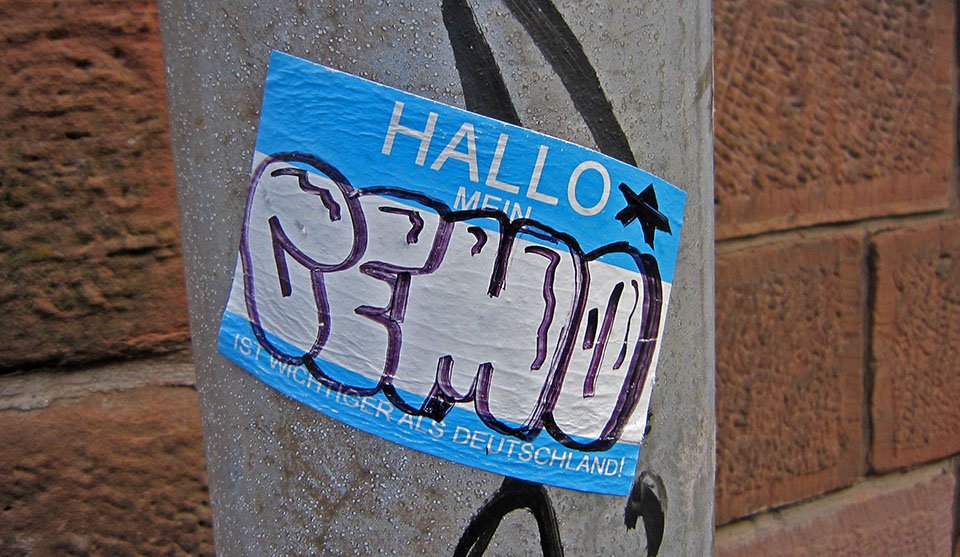 HALLO
MEIN
IST WICHTIGER ALS DEUTSCHLAND!